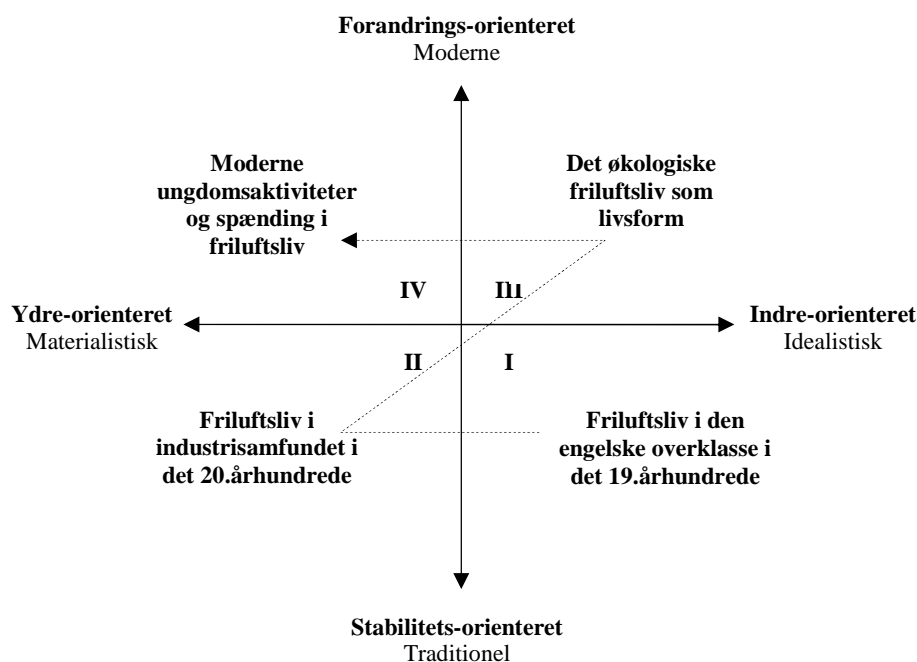 Forandrings-orienteret
Moderne
Moderne
ungdomsaktiviteter
og spænding i
friluftsliv
Det økologiske
friluftsliv som
livsform
IV
III
Ydre-orienteret
Materialistisk
Indre-orienteret
Idealistisk
II
I
Friluftsliv i
industrisamfundet i
det 20.århundrede
Friluftsliv i den
engelske overklasse i
det 19.århundrede
Stabilitets-orienteret
Traditionel